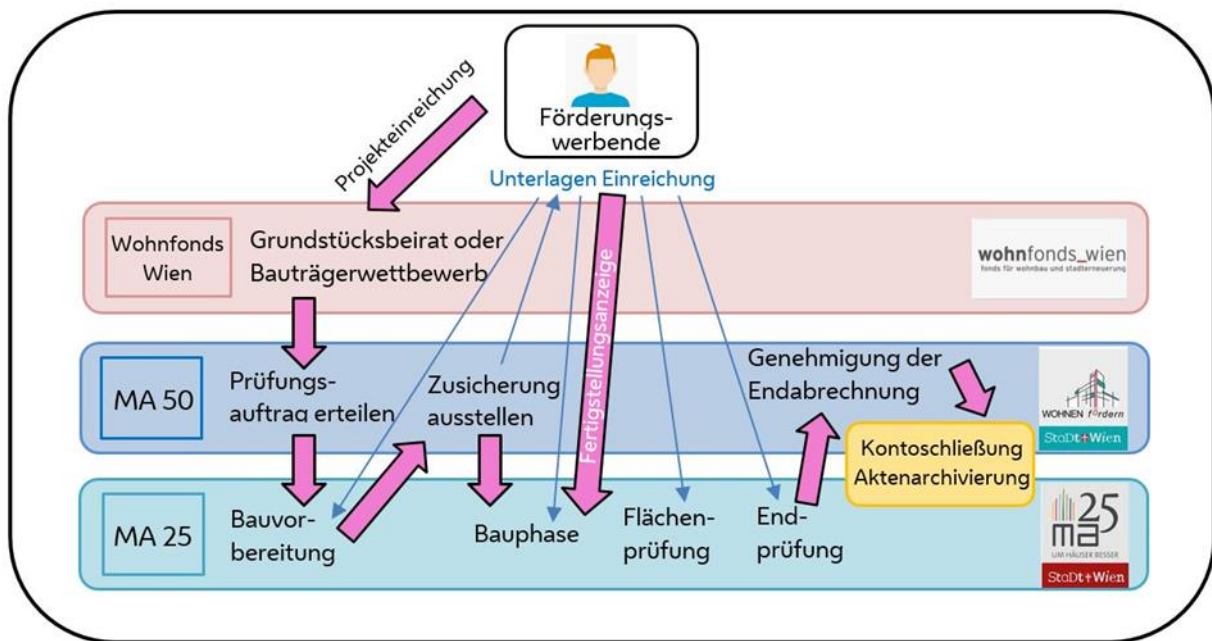 Förderungs-
werbende
Projekteinreichung
Unterlagen Einreichung
Wohnfonds
Wien
Grundstücksbeirat oder
Bauträgerwettbewerb
wohnfonds_wien
fonds für wohnbau und stadterneuerung
Fertigstellungsanzeige
MA 50
Prüfungs-
auftrag erteilen
Zusicherung
ausstellen
Genehmigung der
Endabrechnung
WOHNEN fördern
StaDt+Wien
Kontoschließung
Aktenarchivierung
MA 25
Bauvor-
bereitung
Bauphase
Flächen-
prüfung
End-
prüfung
ma 25
UM HÄUSER BESSER
StaDt+Wien